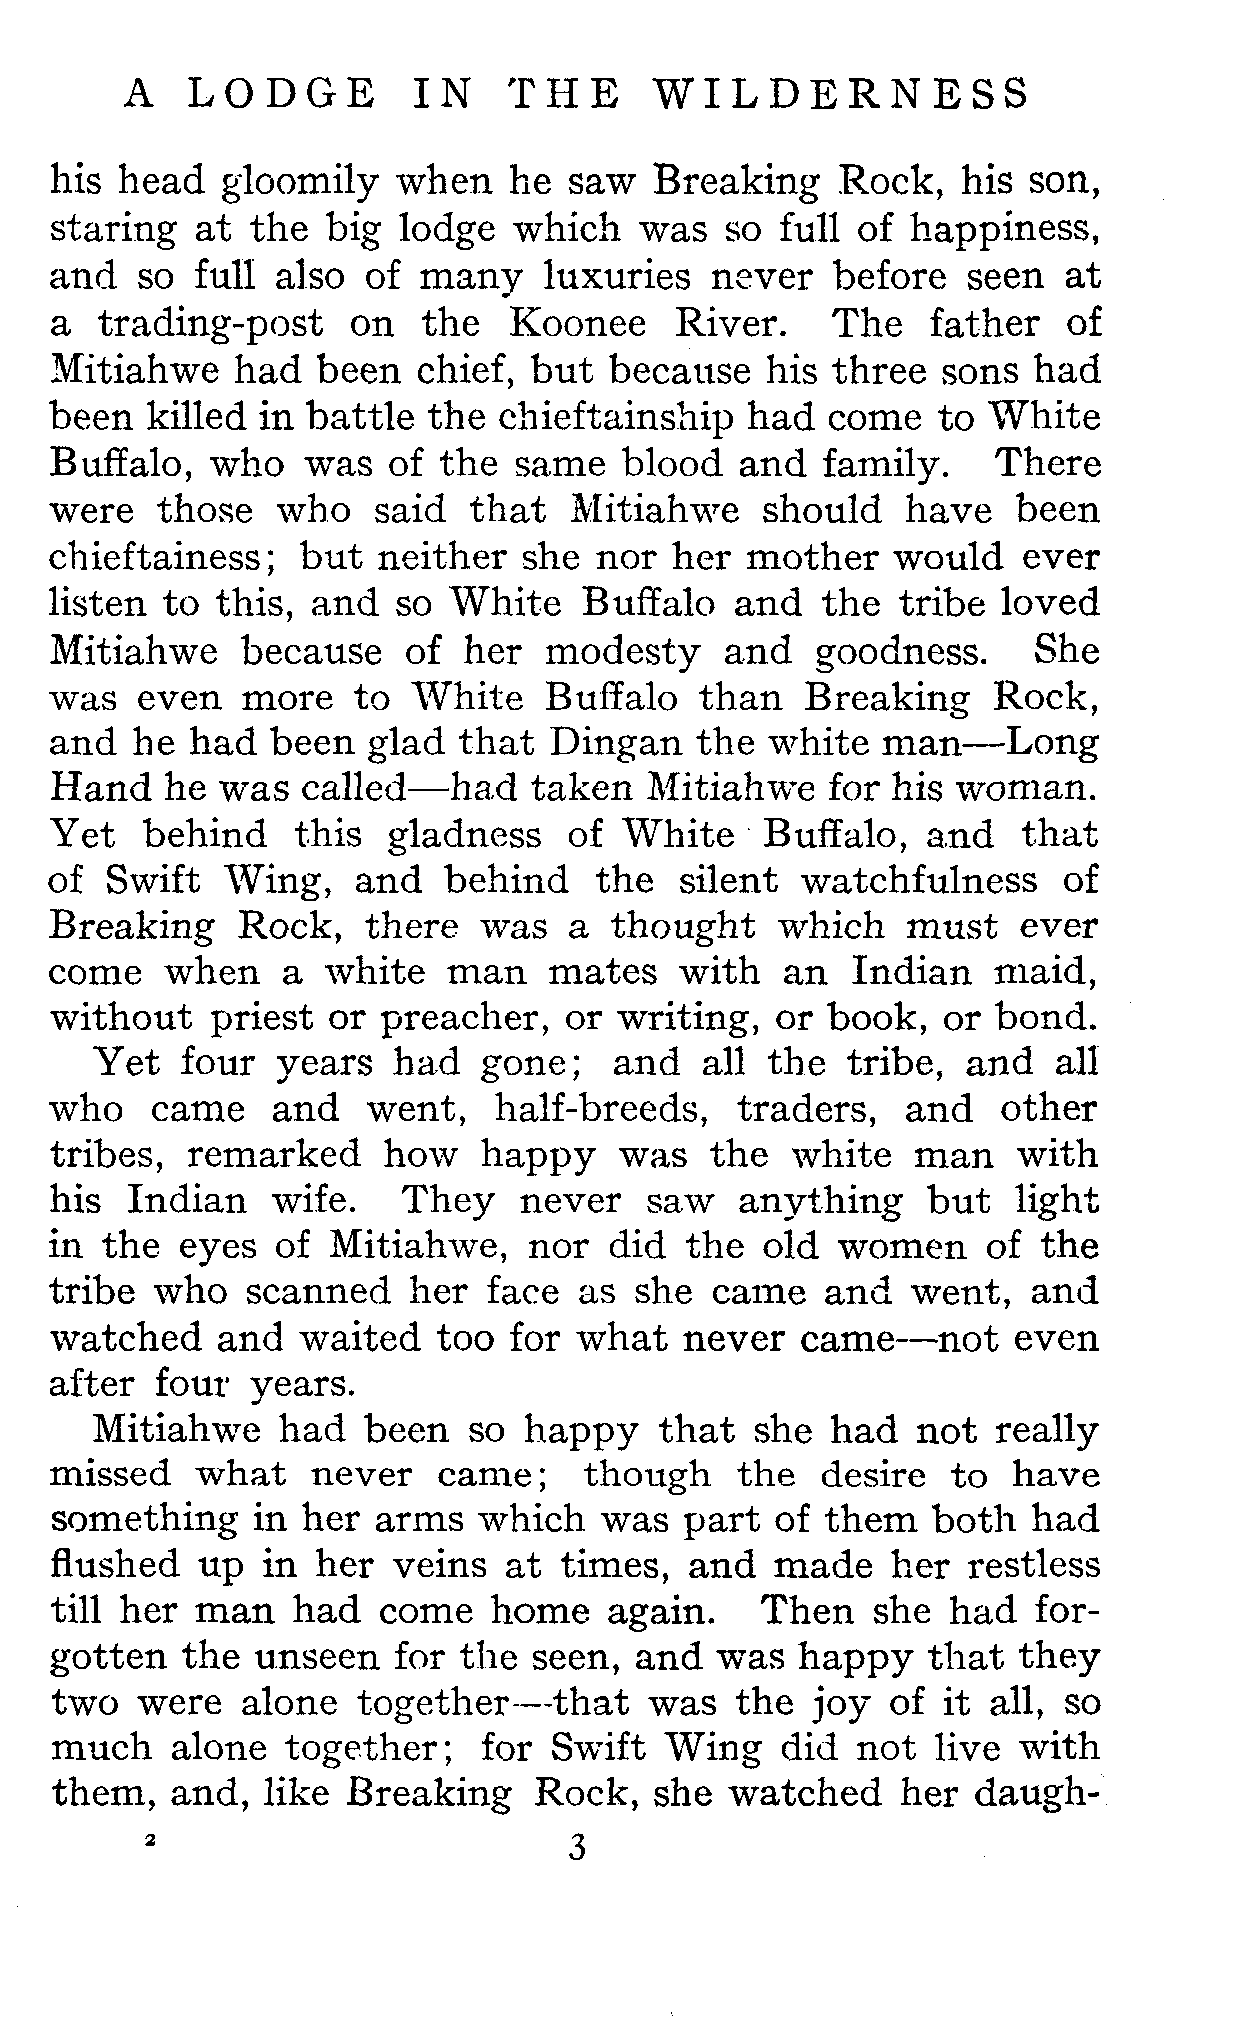 A LODGE IN THE WILDERNESS
his head gloomily when he saw Breaking Rock, his son,
staring at the big lodge which was so full of happiness,
and so full also of many luxuries never before seen at
a trading-post on the Koonee River. The father of
Mitiahwe had been chief, but because his three sons had
been killed in battle the chieftainship had come to White
Buffalo, who was of the same blood and family. There
were those who said that Mitiahwe should have been
chieftainess; but neither she nor her mother would ever
listen to this, and so White Buffalo and the tribe loved
Mitiahwe because of her modesty and goodness. She
was even more to White Buffalo than Breaking Rock,
and he had been glad that Dingan the white man—Long
Hand he was called—had taken Mitiahwe for his woman.
Yet behind this gladness of White Buffalo, and that
of Swift Wing, and behind the silent watchfulness of
Breaking Rock, there was a thought which must ever
come when a white man mates with an Indian maid,
without priest or preacher, or writing, or book, or bond.
Yet four years had gone; and all the tribe, and all
who came and went, half-breeds, traders, and other
tribes, remarked how happy was the white man with
his Indian wife. They never saw anything but light
in the eyes of Mitiahwe, nor did the old women of the
tribe who scanned her face as she came and went, and
watched and waited too for what never came—not even
after four years.
Mitiahwe had been so happy that she had not really
missed what never came; though the desire to have
something in her arms which was part of them both had
flushed up in her veins at times, and made her restless
till her man had come home again. Then she had for-
gotten the unseen for the seen, and was happy that they
two were alone together—that was the joy of it all, so
much alone together; for Swift Wing did not live with
them, and, like Breaking Rock, she watched her daugh-
2 3